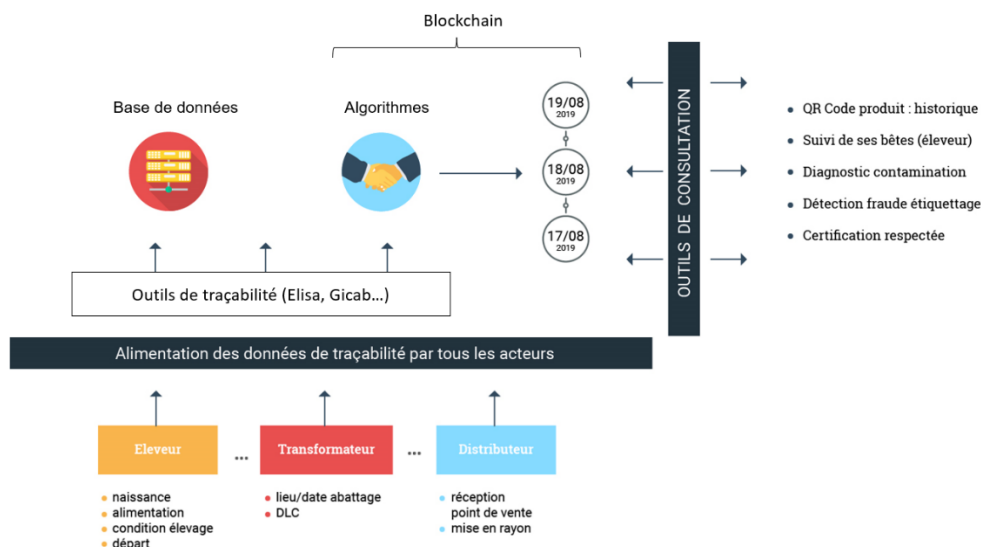 Blockchain
Base de données
Algorithmes
19/08
2019
18/08
2019
17/08
2019
OUTILS DE CONSULTATION
QR Code produit : historique
Suivi de ses bêtes (éleveur)
Diagnostic contamination
Détection fraude étiquettage
Certification respectée
Outils de traçabilité (Elisa, Gicab…)
Alimentation des données de traçabilité par tous les acteurs
Eleveur
...
Transformateur
...
Distributeur
naissance
alimentation
condition élevage
départ
lieu/date abattage
DLC
réception
point de vente
mise en rayon